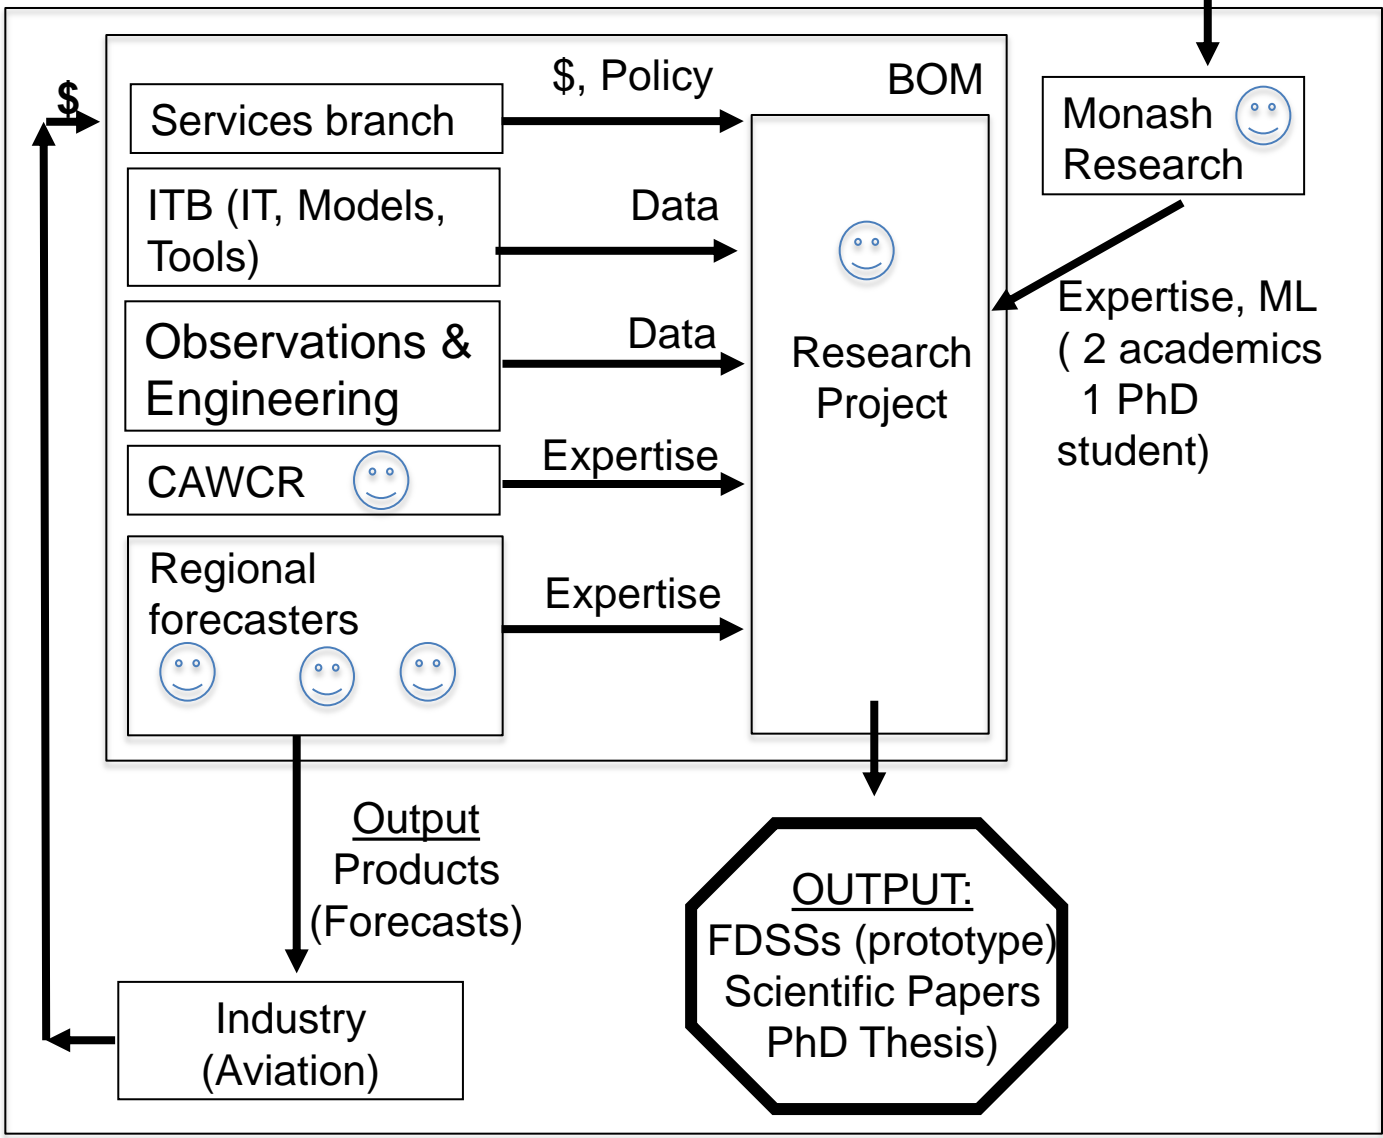 $
$, Policy
BOM
Services branch
Monash
Research
ITB (IT, Models,
Tools)
Data
Observations &
Engineering
Data
Research
Project
Expertise, ML
( 2 academics
1 PhD
student)
CAWCR
Expertise
Regional
forecasters
Expertise
Output
Products
(Forecasts)
OUTPUT:
FDSSs (prototype)
Scientific Papers
PhD Thesis)
Industry
(Aviation)